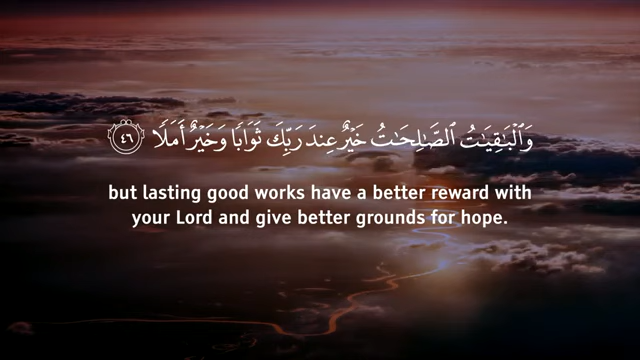 وَٱلْبَٰقِيَٰتُ ٱلصَّٰلِحَٰتُ خَيْرٌ عِندَ رَبِّكَ ثَوَابًا وَخَيْرٌ أَمَلًا ٤٦
but lasting good works have a better reward with
your Lord and give better grounds for hope.